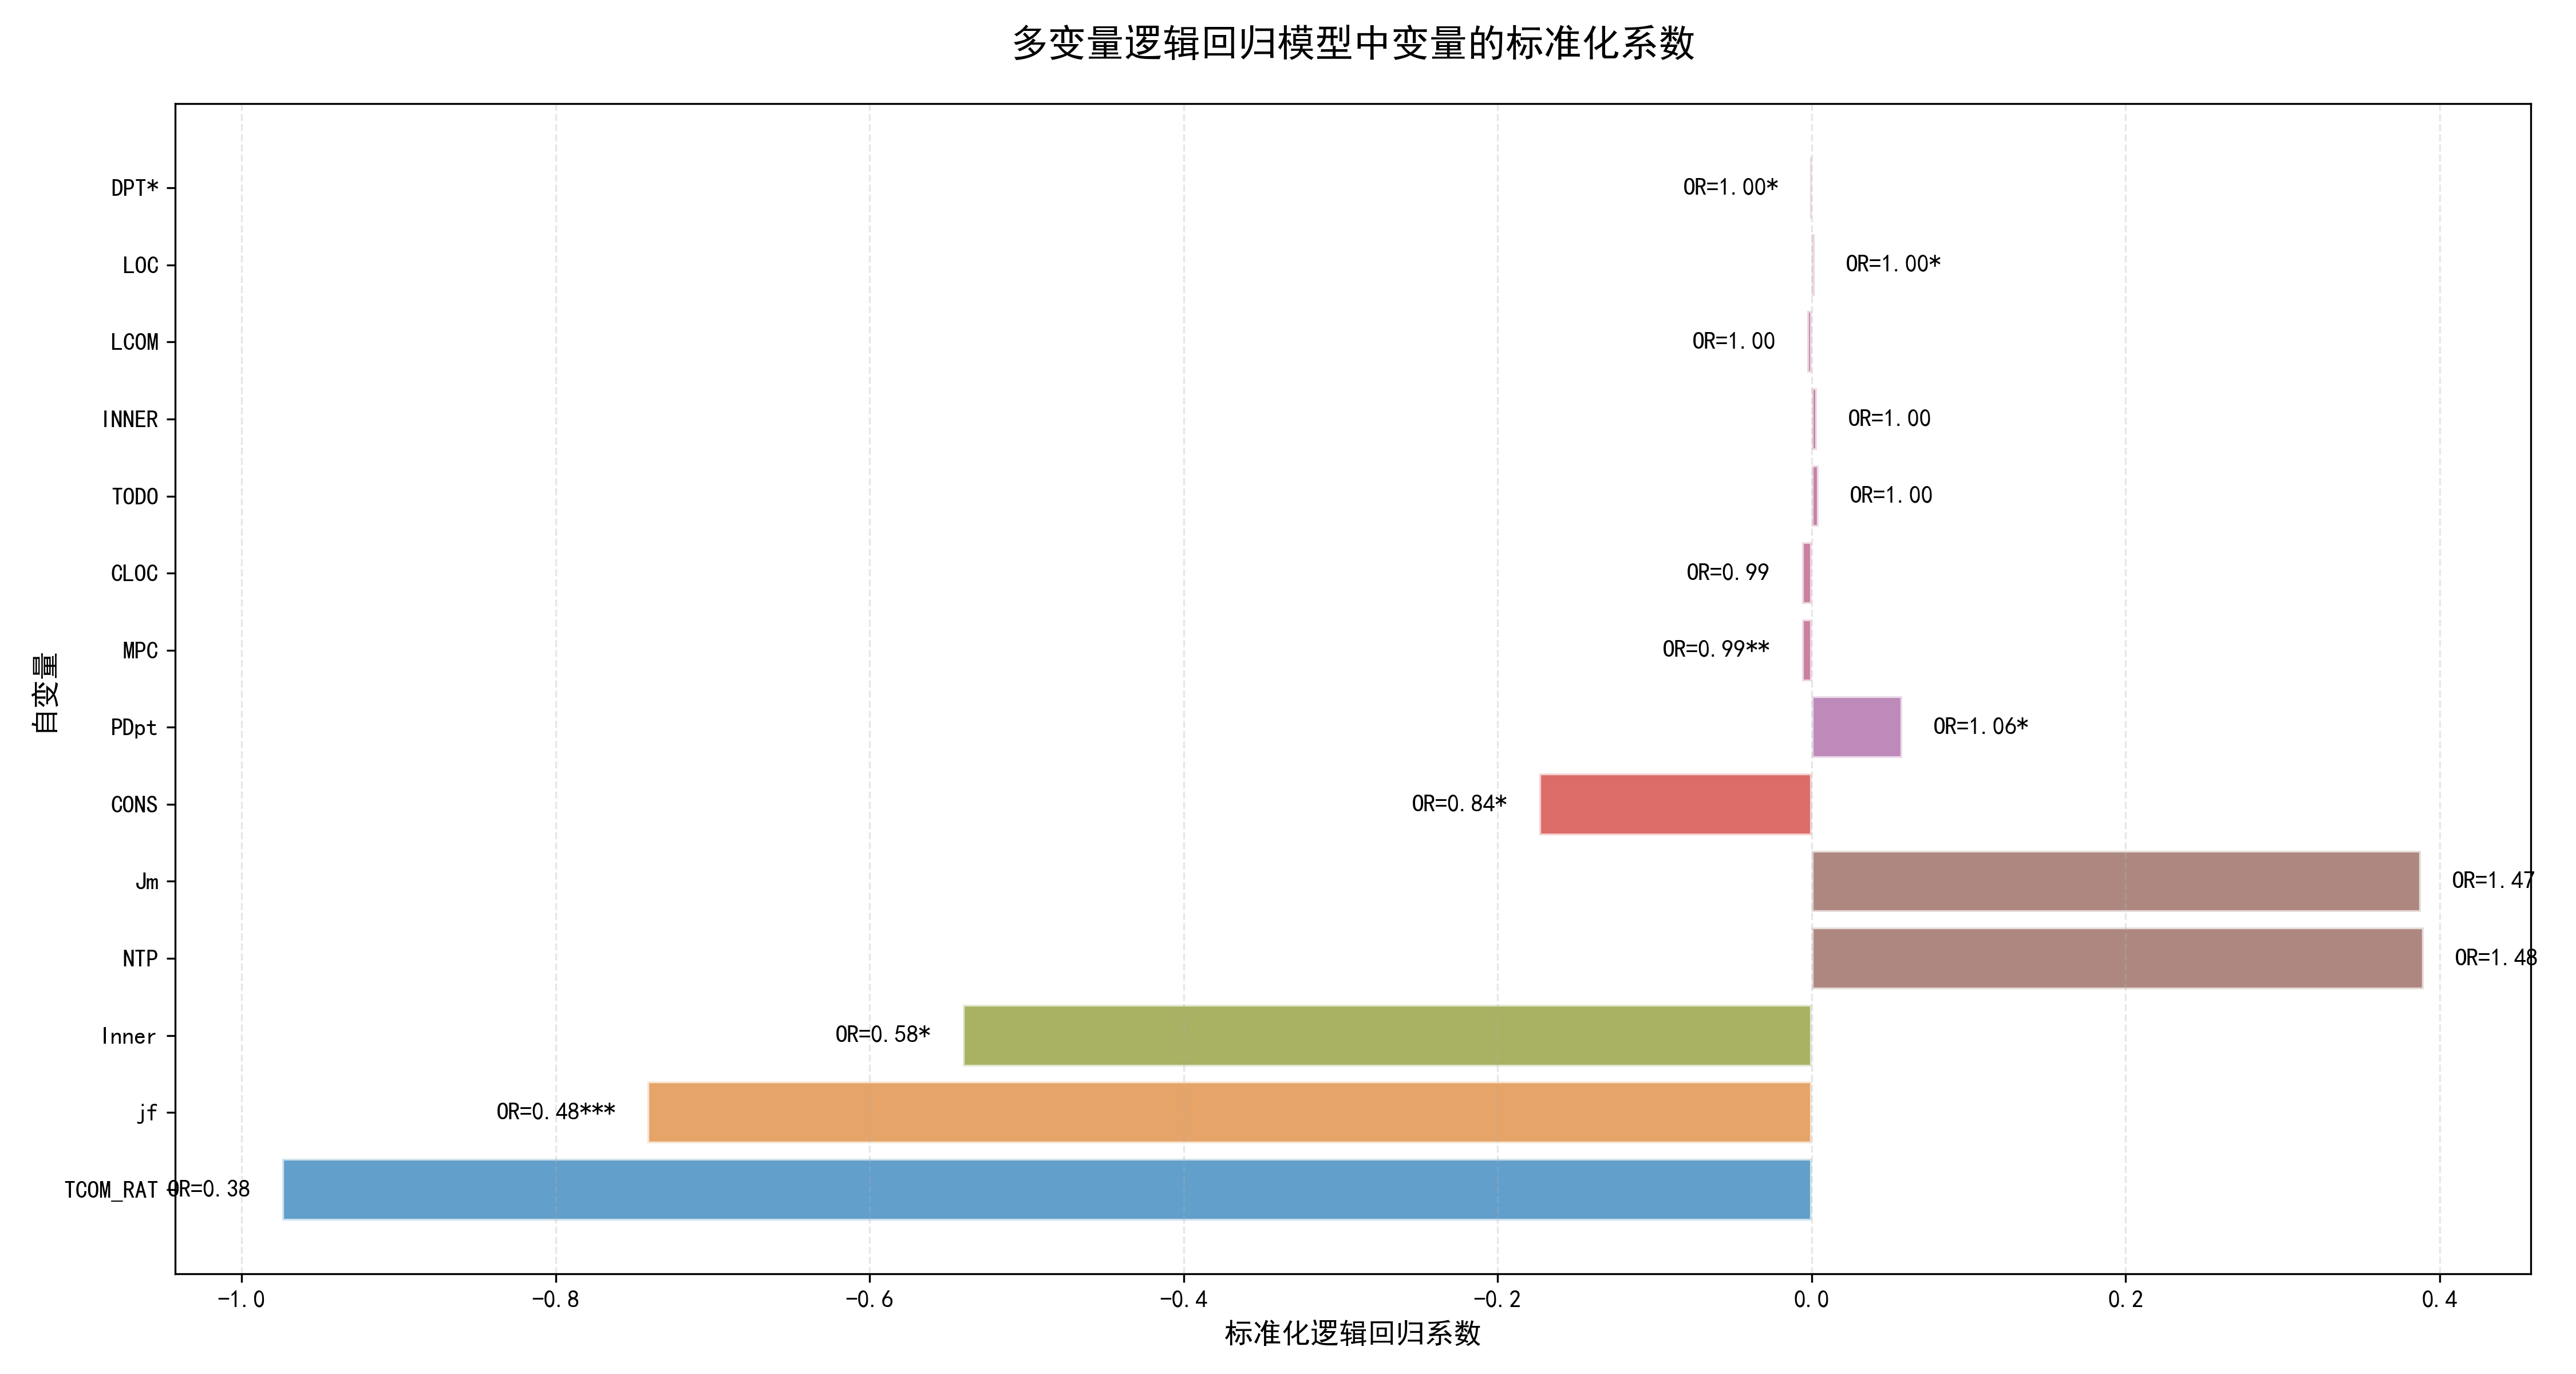 多变量逻辑回归模型中变量的标准化系数
自变量
DPT* OR=1.00*
LOC OR=1.00*
LCOM OR=1.00
INNER OR=1.00
TODO OR=1.00
CLOC OR=0.99
MPC OR=0.99**
PDpt OR=1.06*
CONS OR=0.84*
Jm OR=1.47
NTP OR=1.48
Inner OR=0.58*
jf OR=0.48***
TCOM_RAT OR=0.38
-1.0 -0.8 -0.6 -0.4 -0.2 0.0 0.2 0.4
标准化逻辑回归系数